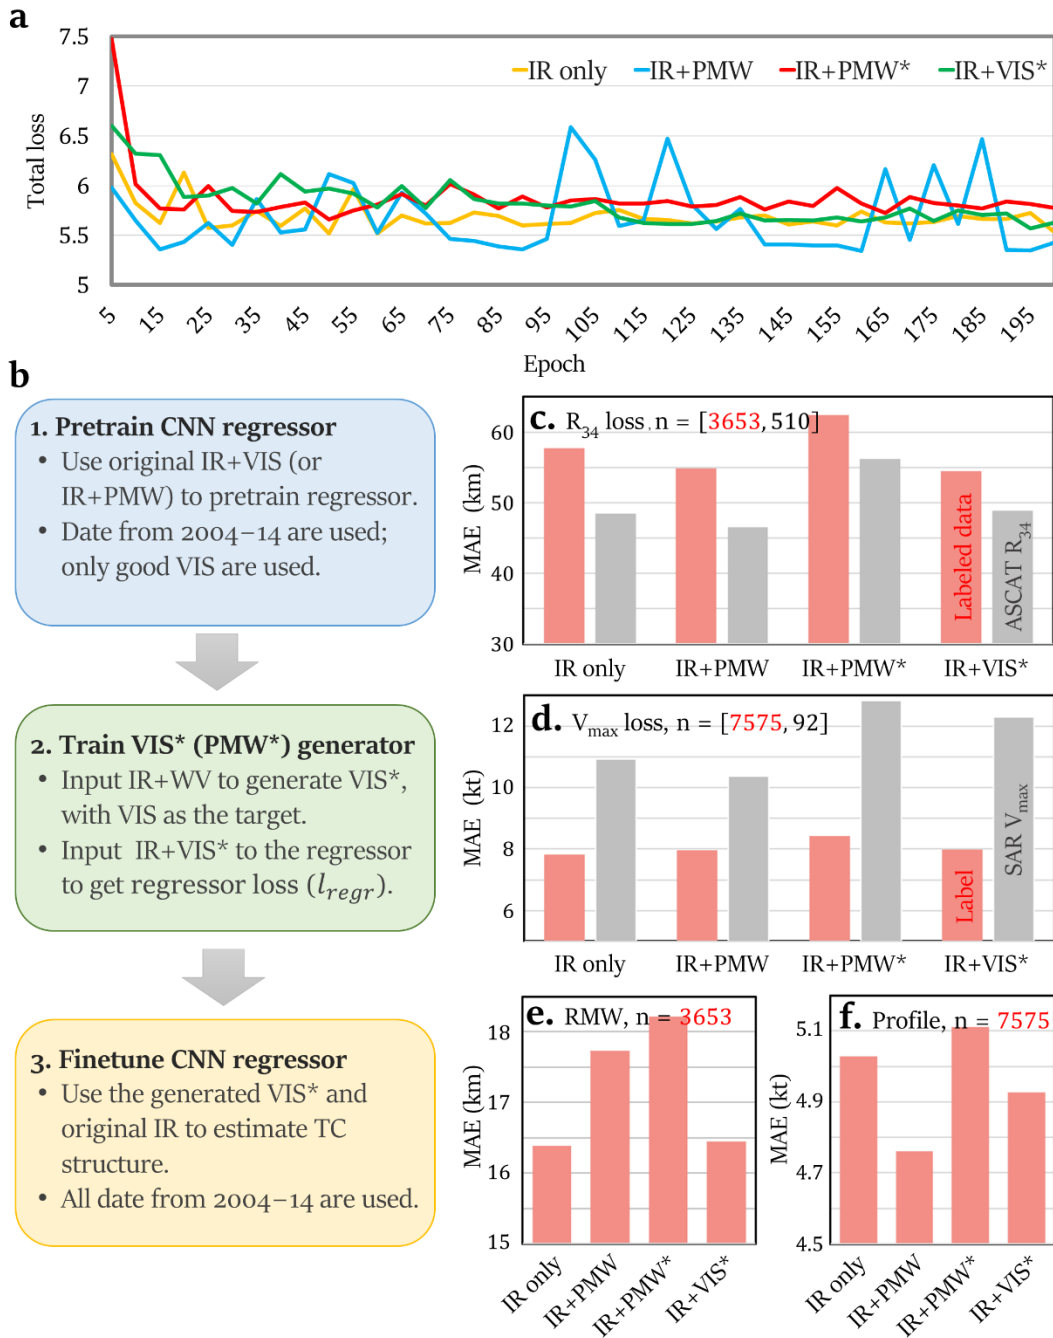 a
7.5
7
6.5
6
5.5
5
Total loss
IR only IR+PMW IR+PMW* IR+VIS*
5 15 25 35 45 55 65 75 85 95 105 115 125 135 145 155 165 175 185 195
Epoch
b
1. Pretrain CNN regressor
• Use original IR+VIS (or
IR+PMW) to pretrain regressor.
• Date from 2004–14 are used;
only good VIS are used.
2. Train VIS* (PMW*) generator
• Input IR+WV to generate VIS*,
with VIS as the target.
• Input IR+VIS* to the regressor
to get regressor loss (l_regr).
3. Finetune CNN regressor
• Use the generated VIS* and
original IR to estimate TC
structure.
• All date from 2004–14 are used.
c. R34 loss, n = [3653, 510]
MAE (km)
60
50
40
30
Labeled data
ASCAT R34
IR only IR+PMW IR+PMW* IR+VIS*
d. Vmax loss, n = [7575, 92]
MAE (kt)
12
10
8
6
Label
SAR Vmax
IR only IR+PMW IR+PMW* IR+VIS*
e. RMW, n = 3653
MAE (km)
18
17
16
15
IR only IR+PMW IR+PMW* IR+VIS*
f. Profile, n = 7575
MAE (kt)
5.1
4.9
4.7
4.5
IR only IR+PMW IR+PMW* IR+VIS*